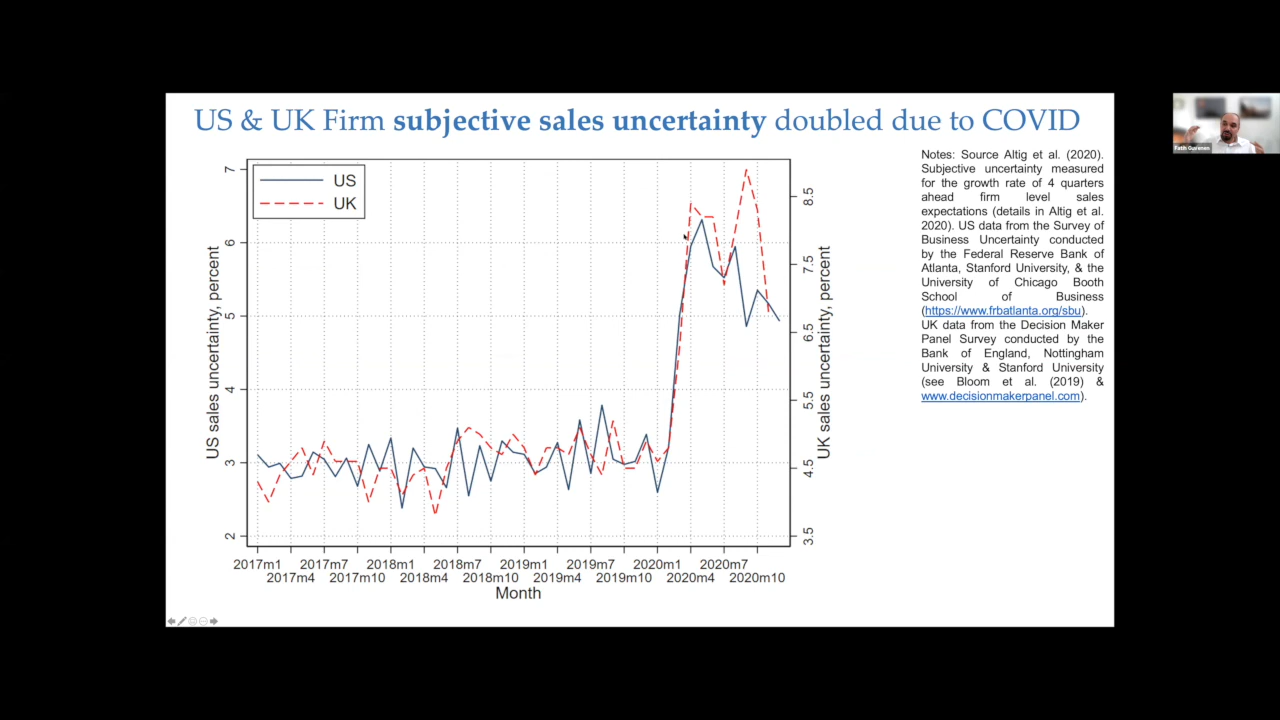 US & UK Firm subjective sales uncertainty doubled due to COVID
US
UK
7
6
5
4
3
2
US sales uncertainty, percent
8.5
7.5
6.5
5.5
4.5
3.5
UK sales uncertainty, percent
2017m1 2017m7 2018m1 2018m7 2019m1 2019m7 2020m1 2020m7
2017m4 2017m10 2018m4 2018m10 2019m4 2019m10 2020m4 2020m10
Month
Notes: Source Altig et al. (2020).
Subjective uncertainty measured
for the growth rate of 4 quarters
ahead firm level sales
expectations (details in Altig et al.
2020). US data from the Survey of
Business Uncertainty conducted
by the Federal Reserve Bank of
Atlanta, Stanford University, & the
University of Chicago Booth
School of Business
(https://www.frbatlanta.org/sbu).
UK data from the Decision Maker
Panel Survey conducted by the
Bank of England, Nottingham
University & Stanford University
(see Bloom et al. (2019) &
www.decisionmakerpanel.com).
Fatih Guvenen